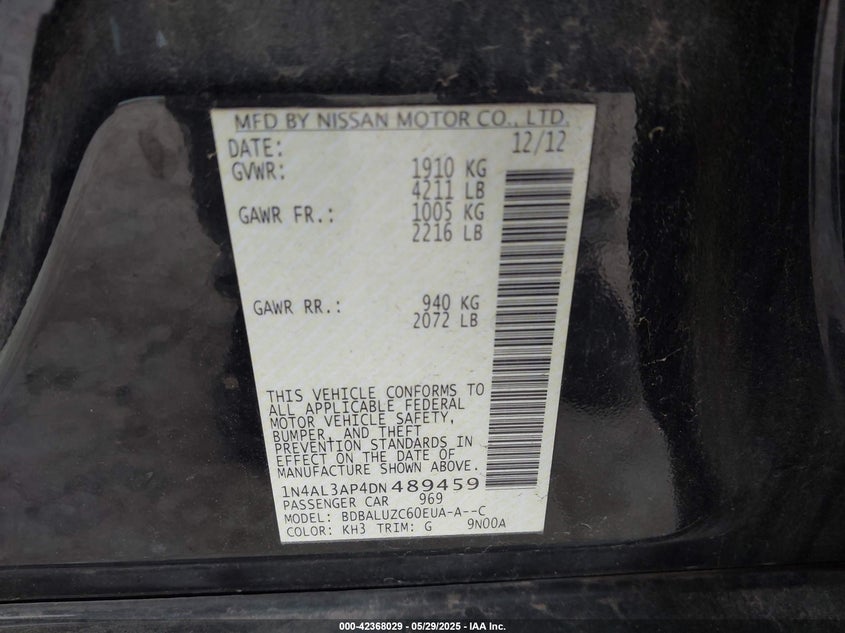 MFD BY NISSAN MOTOR CO., LTD.
DATE: 12/12
GVWR: 1910 KG
4211 LB
GAWR FR.: 1005 KG
2216 LB
GAWR RR.: 940 KG
2072 LB
THIS VEHICLE CONFORMS TO
ALL APPLICABLE FEDERAL
MOTOR VEHICLE SAFETY,
BUMPER, AND THEFT
PREVENTION STANDARDS IN
EFFECT ON THE DATE OF
MANUFACTURE SHOWN ABOVE.
1N4AL3AP4DN 489459
PASSENGER CAR 969
MODEL: BDBALUZC60EUA-A--C
COLOR: KH3 TRIM: G 9N00A
000-42368029 - 05/29/2025 - IAA Inc.